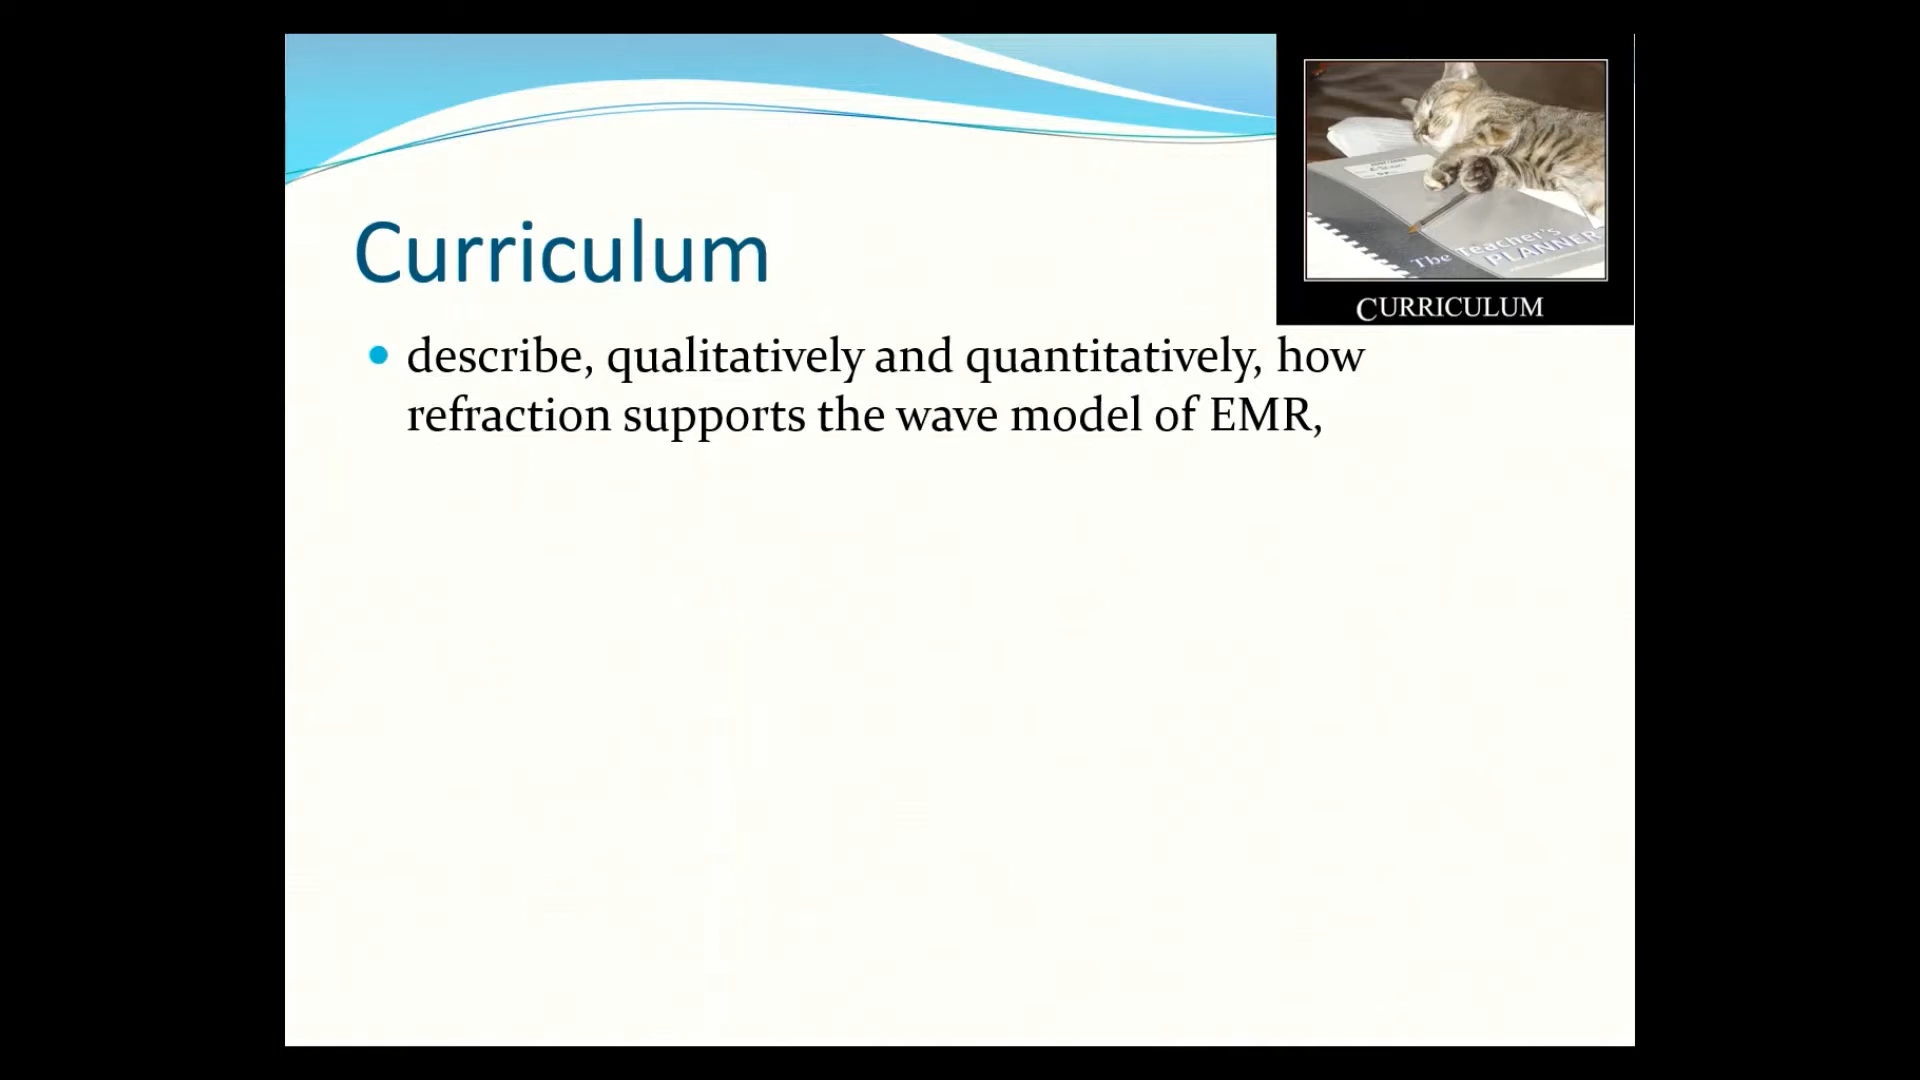 Curriculum
The Teacher's
PLANNER
CURRICULUM
describe, qualitatively and quantitatively, how
refraction supports the wave model of EMR,